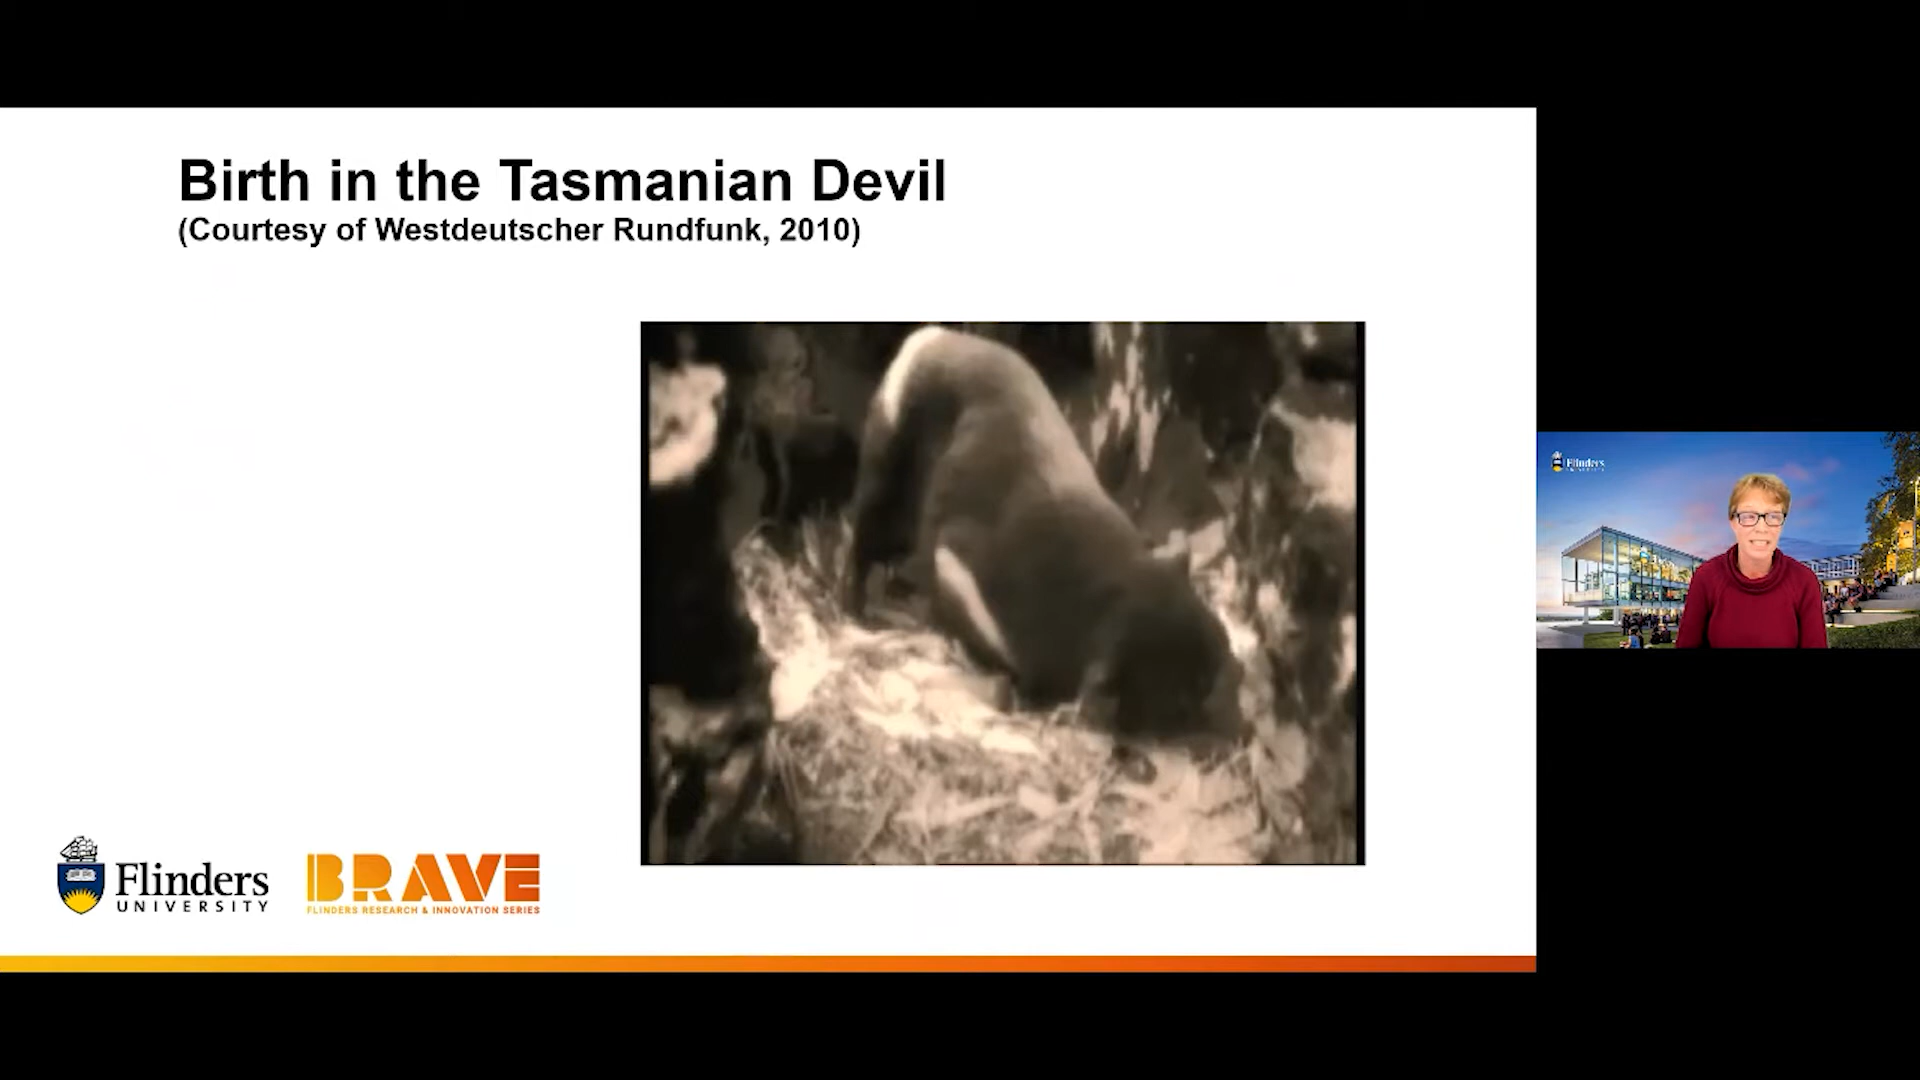 Birth in the Tasmanian Devil
(Courtesy of Westdeutscher Rundfunk, 2010)
Flinders
Flinders
UNIVERSITY
BRAVE
FLINDERS RESEARCH & INNOVATION SERIES